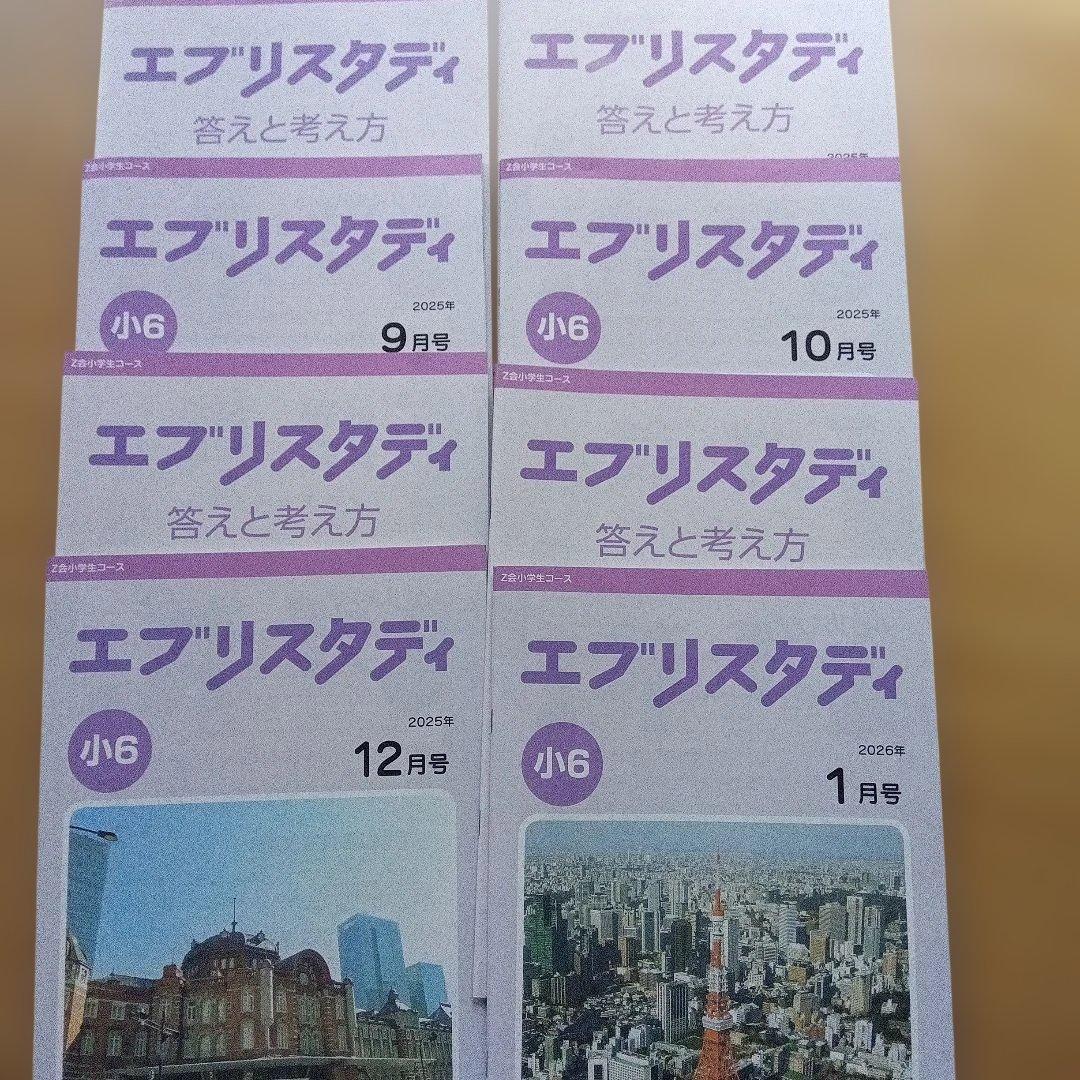 エブリスタディ
答えと考え方
エブリスタディ
答えと考え方
2025年
Z会小学生コース
エブリスタディ
小6
2025年
9月号
Z会小学生コース
エブリスタディ
小6
2025年
10月号
Z会小学生コース
エブリスタディ
答えと考え方
Z会小学生コース
エブリスタディ
答えと考え方
Z会小学生コース
エブリスタディ
小6
2025年
12月号
Z会小学生コース
エブリスタディ
小6
2026年
1月号